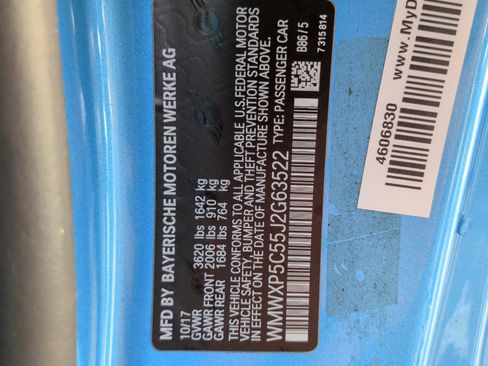 MFD BY BAYERISCHE MOTOREN WERKE AG
10/17
GVWR 3620 lbs 1642 kg
GAWR FRONT 2006 lbs 910 kg
GAWR REAR 1684 lbs 764 kg
THIS VEHICLE CONFORMS TO ALL APPLICABLE U.S.FEDERAL MOTOR
VEHICLE SAFETY, BUMPER AND THEFT PREVENTION STANDARDS
IN EFFECT ON THE DATE OF MANUFACTURE SHOWN ABOVE.
WMWXP5C55J2G63522 TYPE: PASSENGER CAR
B86/5
7 315 814
4606830
www.MyD